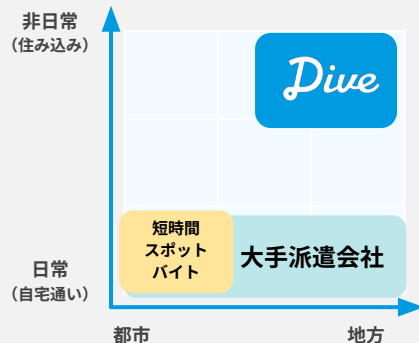 非日常
（住み込み）
Dive
短時間
スポット
バイト
大手派遣会社
日常
（自宅通い）
都市
地方